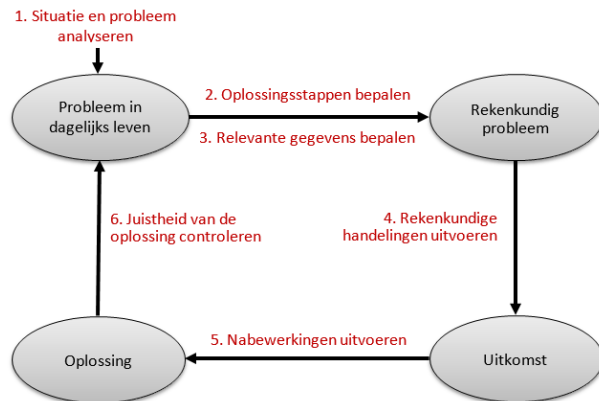 1. Situatie en probleem
analyseren
Probleem in
dagelijks leven
2. Oplossingsstappen bepalen
3. Relevante gegevens bepalen
Rekenkundig
probleem
4. Rekenkundige
handelingen uitvoeren
Uitkomst
5. Nabewerkingen uitvoeren
Oplossing
6. Juistheid van de
oplossing controleren